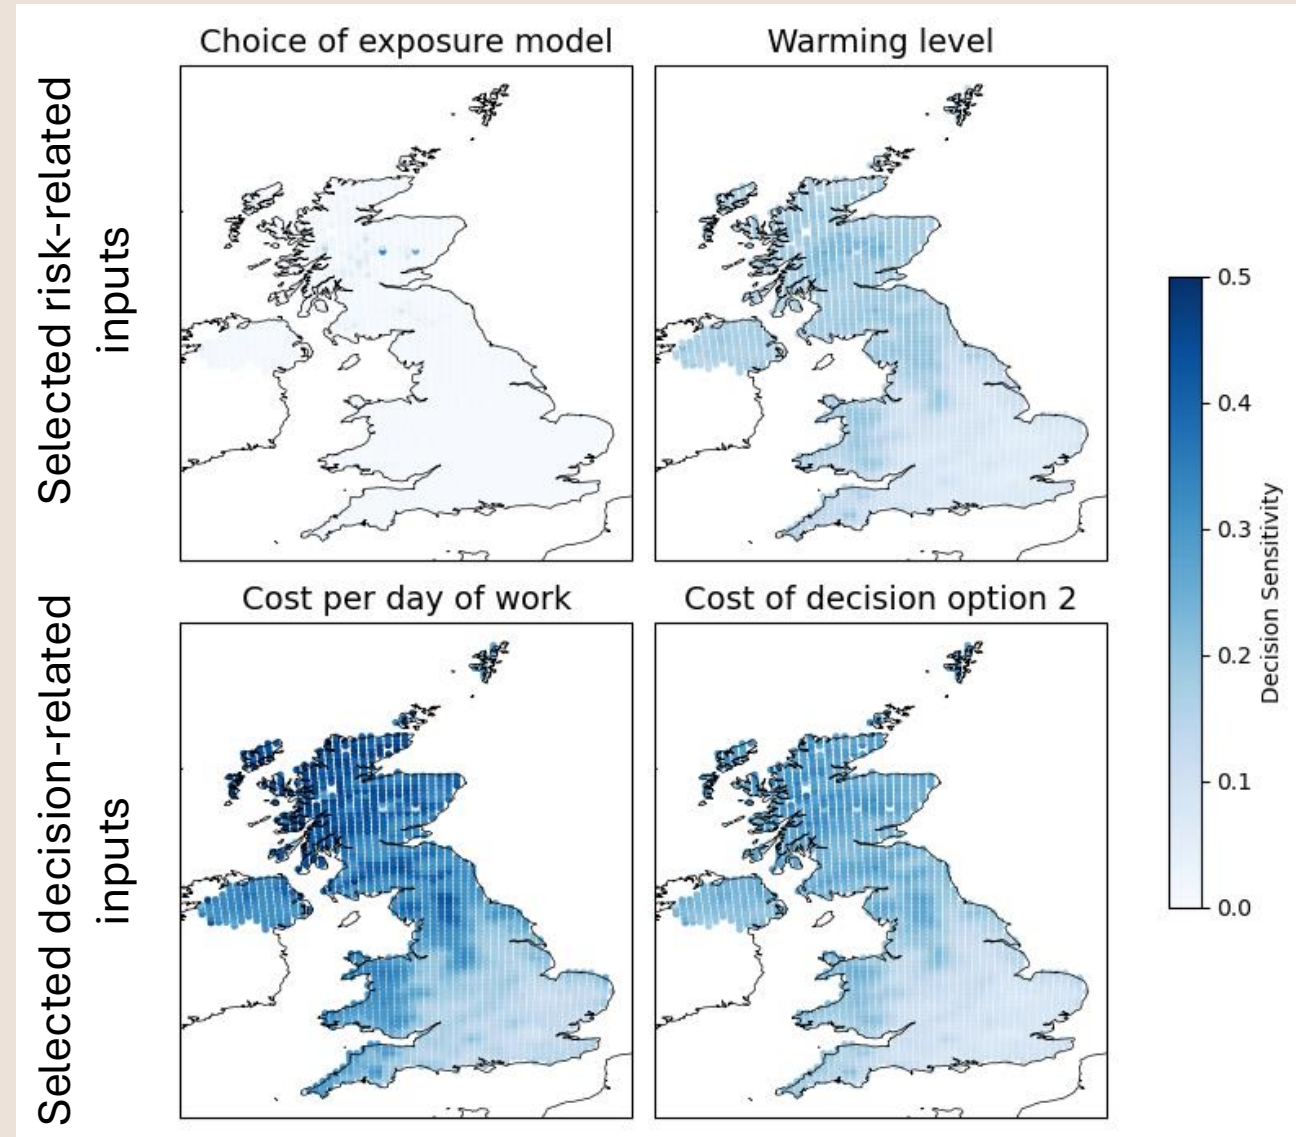 Choice of exposure model
Warming level
Selected risk-related
inputs
Cost per day of work
Cost of decision option 2
Selected decision-related
inputs
0.5
0.4
0.3
0.2
0.1
0.0
Decision Sensitivity